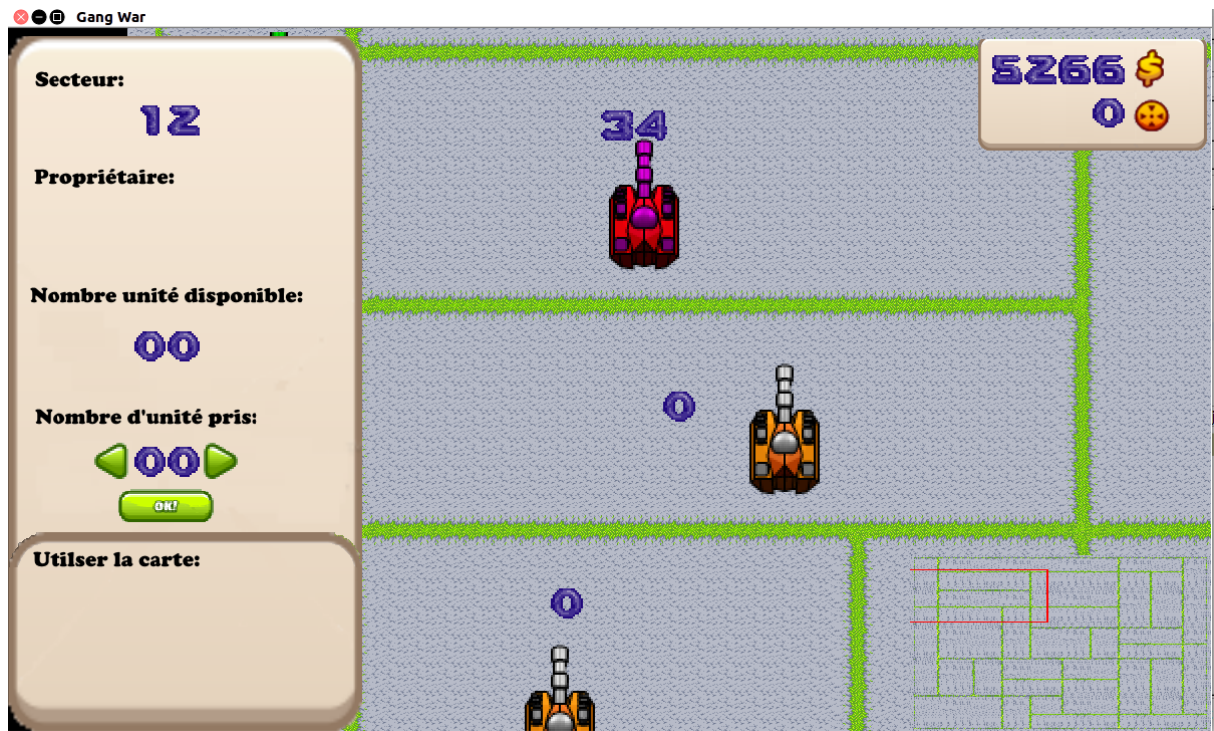 Gang War
Secteur:
12
Propriétaire:
Nombre unité disponible:
00
Nombre d'unité pris:
00
OK!
Utilser la carte:
34
0
0
5266 $
0